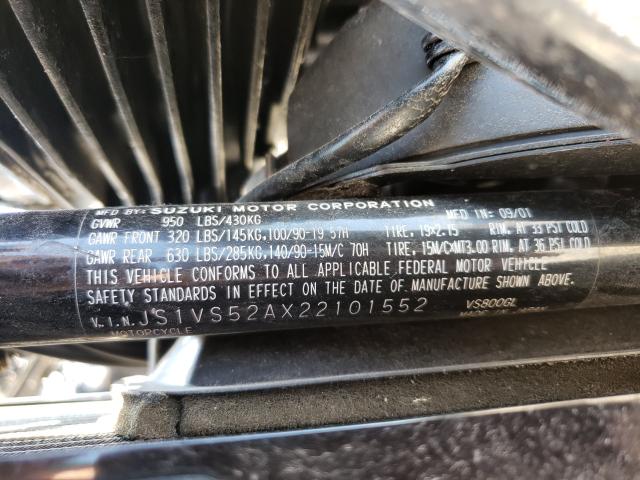 MFD BY: SUZUKI MOTOR CORPORATION MFD IN: 09/01
GVWR 950 LBS/430KG
GAWR FRONT 320 LBS/145KG,100/90-19 57H TIRE, 19X2.15 RIM, AT 33 PSI COLD
GAWR REAR 630 LBS/285KG,140/90-15M/C 70H TIRE, 15M/CXMT3.00 RIM, AT 36 PSI COLD
THIS VEHICLE CONFORMS TO ALL APPLICABLE FEDERAL MOTOR VEHICLE
SAFETY STANDARDS IN EFFECT ON THE DATE OF MANUFACTURE SHOWN ABOVE.
V.I.N. JS1VS52AX22101552 VS800GL
MOTORCYCLE